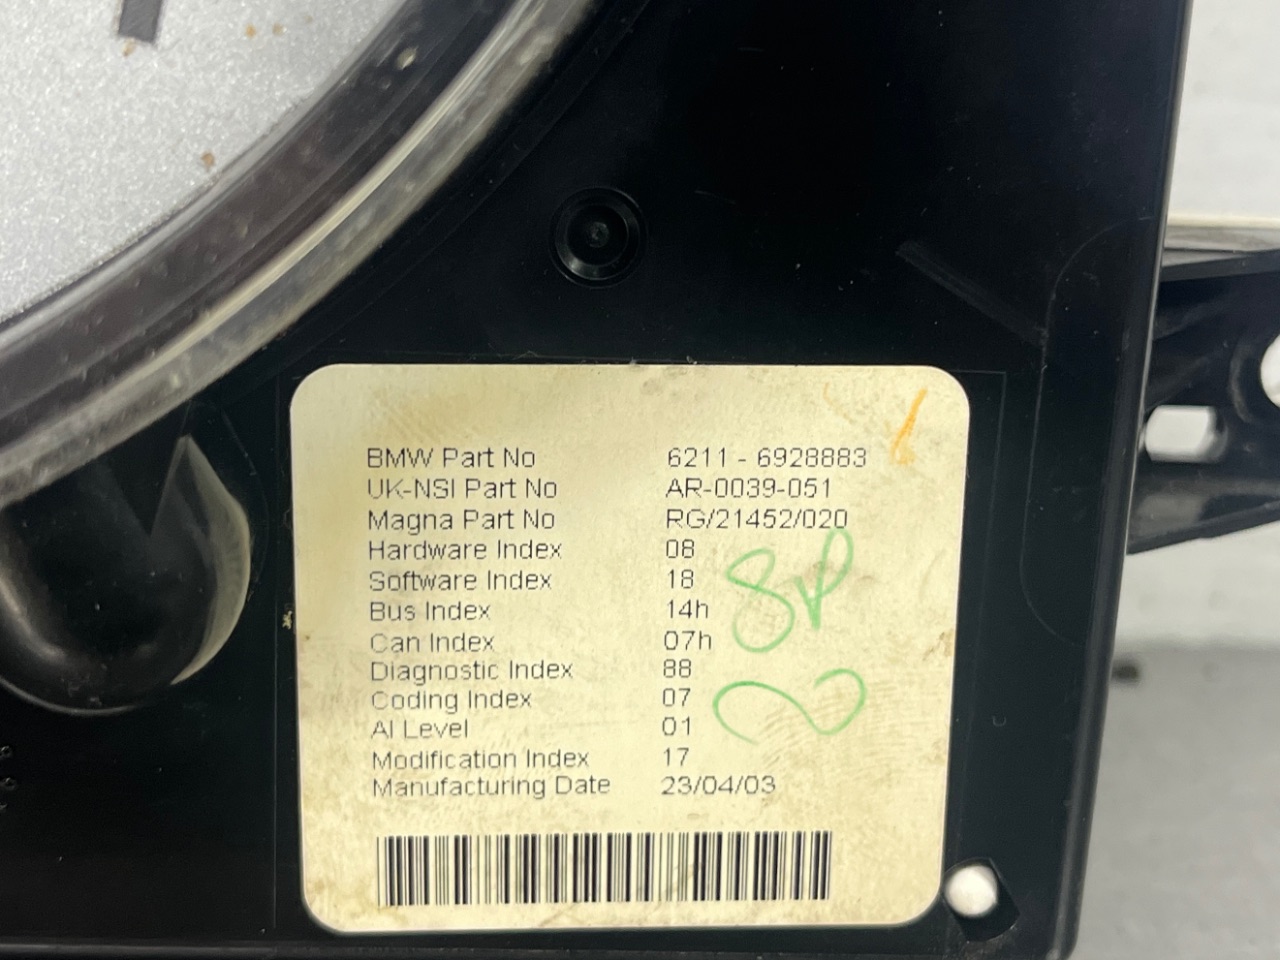 BMW Part No 6211 - 6928883
UK-NSI Part No AR-0039-051
Magna Part No RG/21452/020
Hardware Index 08
Software Index 18
Bus Index 14h
Can Index 07h
Diagnostic Index 88
Coding Index 07
AI Level 01
Modification Index 17
Manufacturing Date 23/04/03